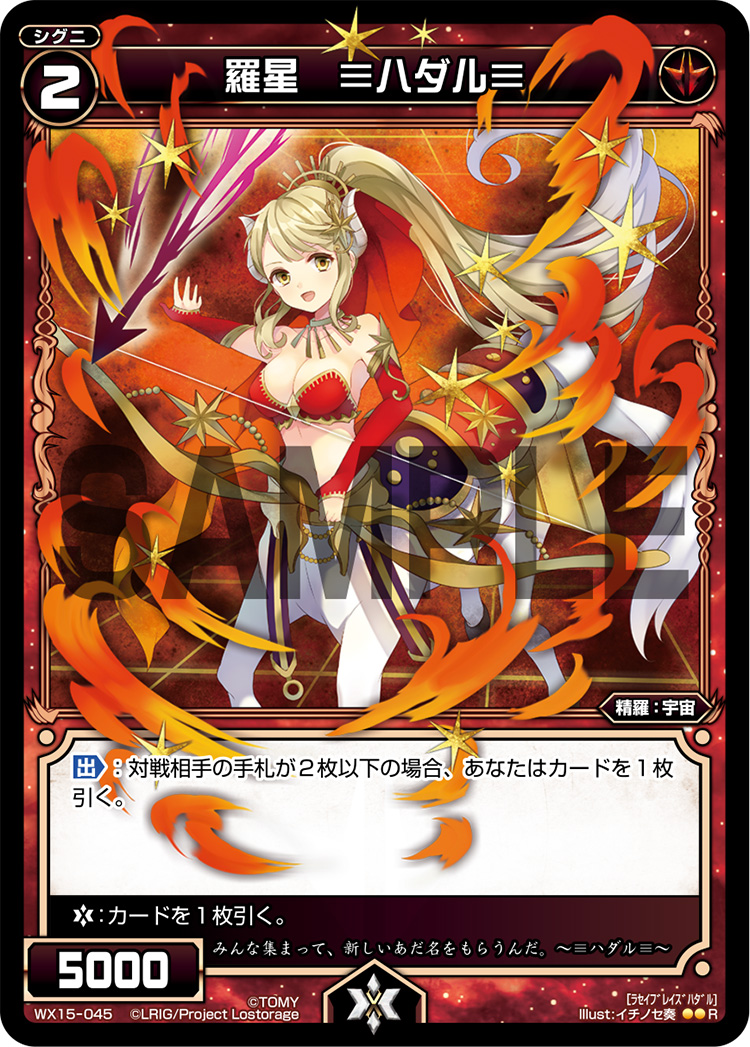 シグニ
2
羅星　≡ハダル≡
SAMPLE
精羅：宇宙
出：対戦相手の手札が２枚以下の場合、あなたはカードを１枚
引く。
：カードを１枚引く。
みんな集まって、新しいあだ名をもらうんだ。～≡ハダル≡～
5000
©TOMY
[ﾗｾｲﾌﾞﾚｲｽﾞﾊﾀﾞﾙ]
WX15-045 ©LRIG/Project Lostorage
Illust:イチノセ奏 R